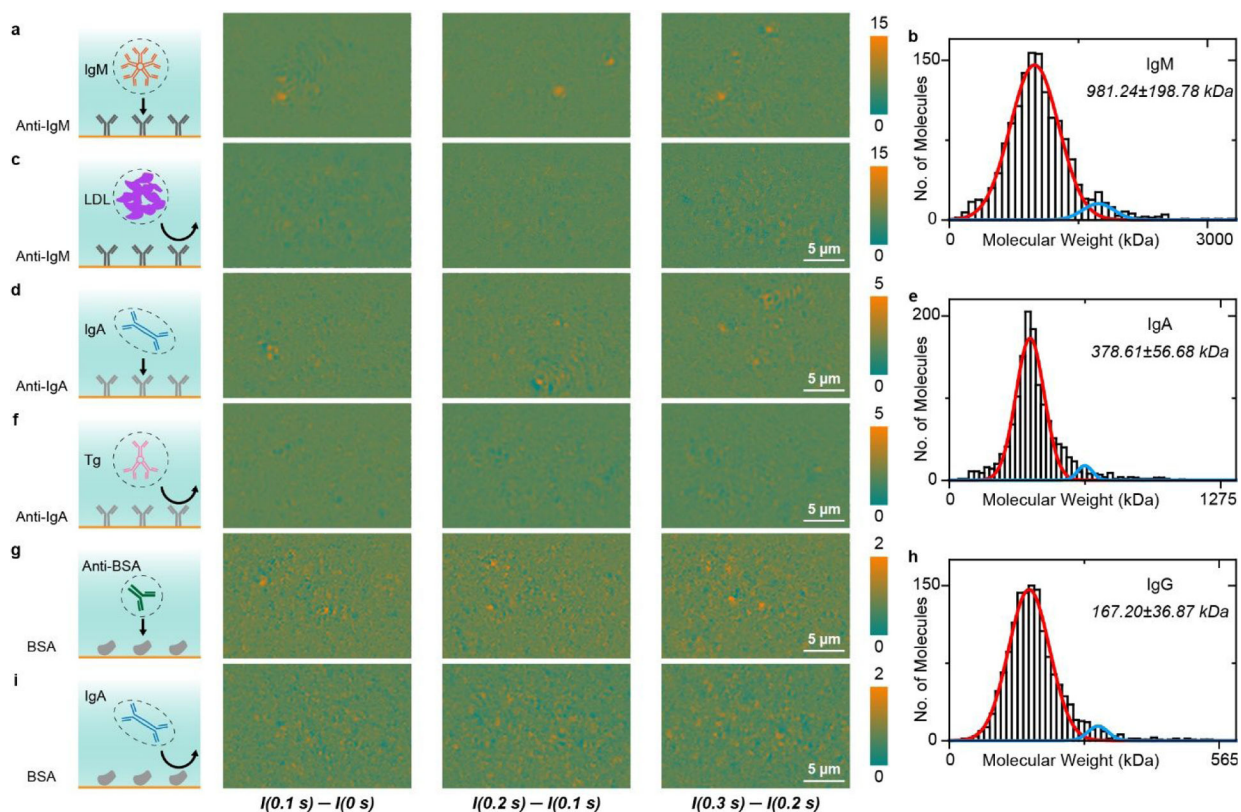 a
IgM
Anti-IgM
15
0
b
150
0
IgM
981.24±198.78 kDa
No. of Molecules
0
Molecular Weight (kDa)
3000
c
LDL
Anti-IgM
5 µm
15
0
d
IgA
Anti-IgA
5 µm
5
0
e
200
0
IgA
378.61±56.68 kDa
No. of Molecules
0
Molecular Weight (kDa)
1275
f
Tg
Anti-IgA
5 µm
5
0
g
Anti-BSA
BSA
5 µm
2
0
h
150
0
IgG
167.20±36.87 kDa
No. of Molecules
0
Molecular Weight (kDa)
565
i
IgA
BSA
5 µm
2
0
I(0.1 s) — I(0 s)
I(0.2 s) — I(0.1 s)
I(0.3 s) — I(0.2 s)